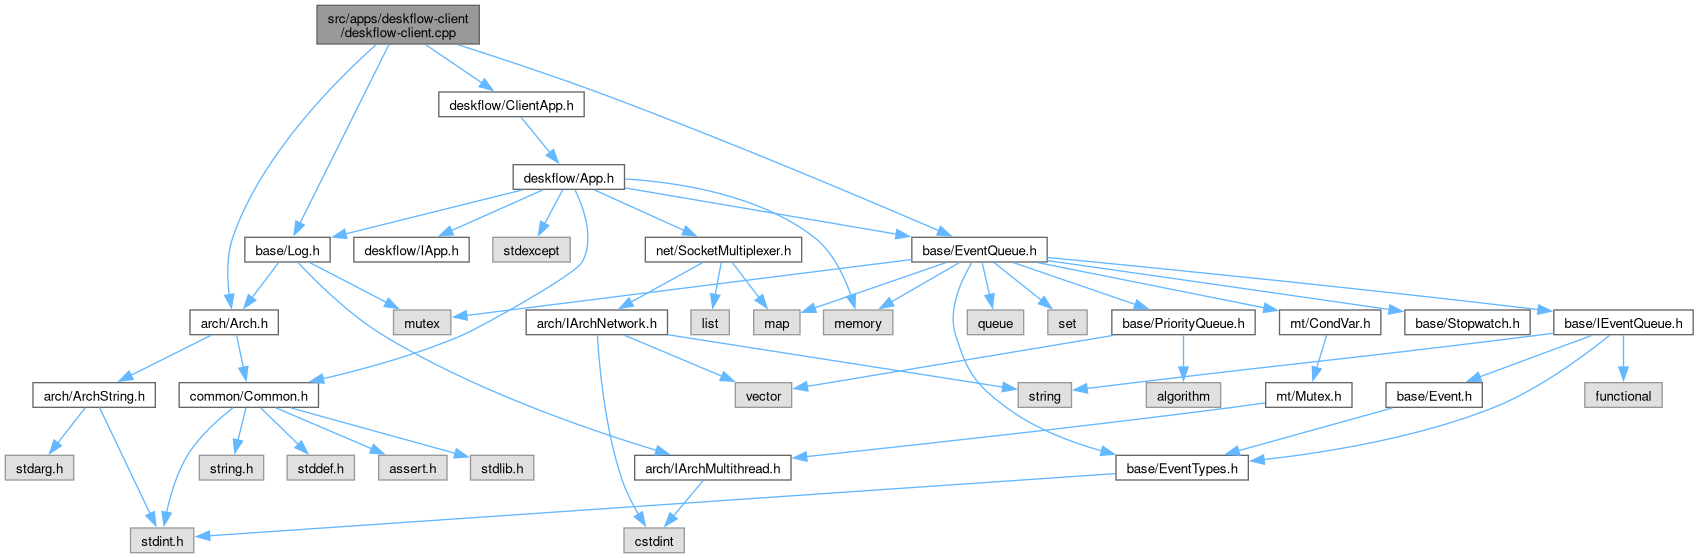 src/apps/deskflow-client
/deskflow-client.cpp
deskflow/ClientApp.h
deskflow/App.h
base/Log.h
deskflow/IApp.h
stdexcept
net/SocketMultiplexer.h
base/EventQueue.h
arch/Arch.h
mutex
arch/IArchNetwork.h
list
map
memory
queue
set
base/PriorityQueue.h
mt/CondVar.h
base/Stopwatch.h
base/IEventQueue.h
arch/ArchString.h
common/Common.h
vector
string
algorithm
mt/Mutex.h
base/Event.h
functional
stdarg.h
string.h
stddef.h
assert.h
stdlib.h
arch/IArchMultithread.h
base/EventTypes.h
stdint.h
cstdint